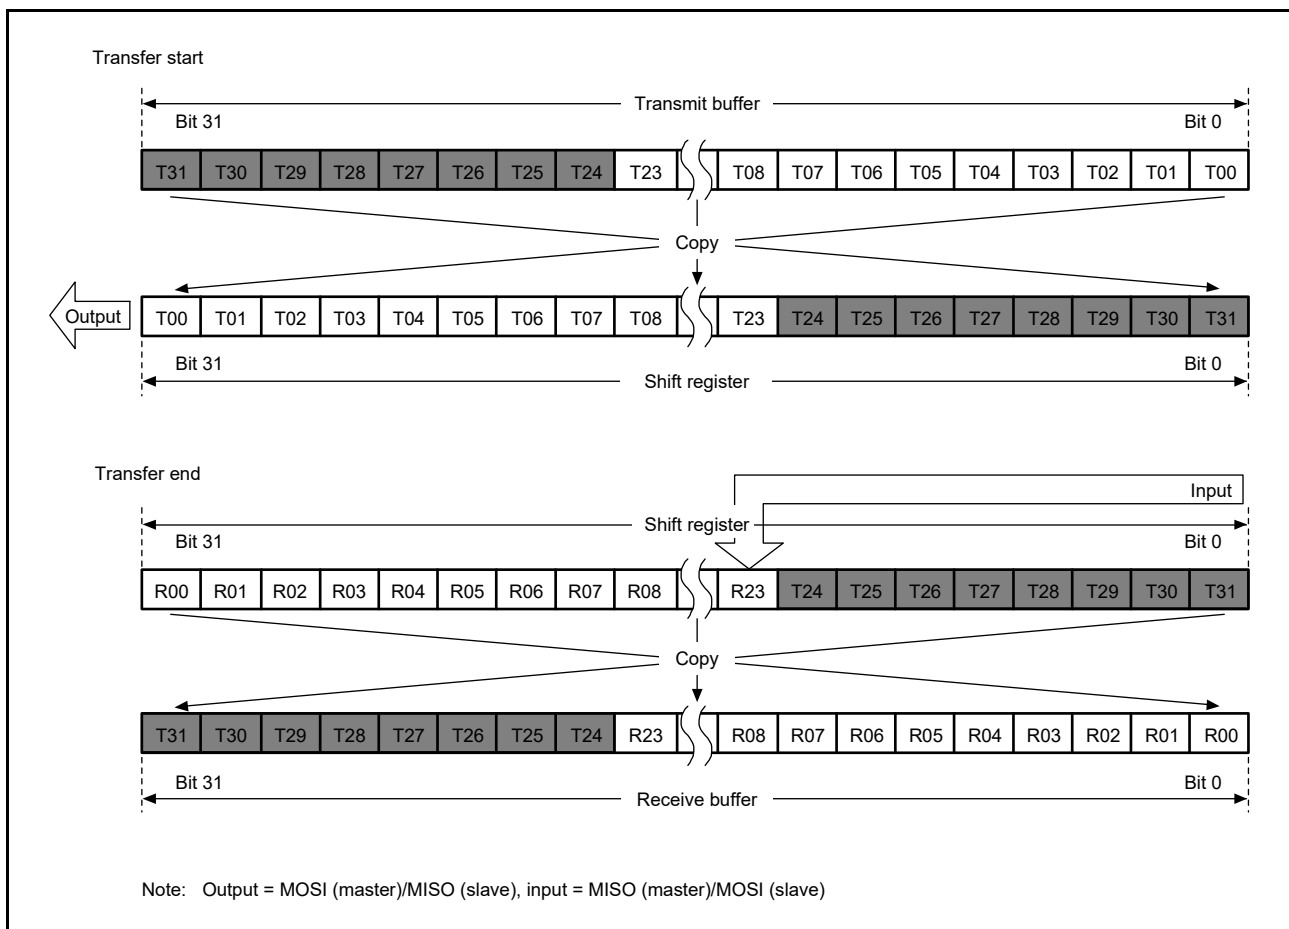 Transfer start
Transmit buffer
Bit 31 Bit 0
T31 T30 T29 T28 T27 T26 T25 T24 T23 T08 T07 T06 T05 T04 T03 T02 T01 T00
Copy
Output T00 T01 T02 T03 T04 T05 T06 T07 T08 T23 T24 T25 T26 T27 T28 T29 T30 T31
Bit 31 Bit 0
Shift register
Transfer end
Input
Shift register
Bit 31 Bit 0
R00 R01 R02 R03 R04 R05 R06 R07 R08 R23 T24 T25 T26 T27 T28 T29 T30 T31
Copy
T31 T30 T29 T28 T27 T26 T25 T24 R23 R08 R07 R06 R05 R04 R03 R02 R01 R00
Bit 31 Bit 0
Receive buffer
Note: Output = MOSI (master)/MISO (slave), input = MISO (master)/MOSI (slave)